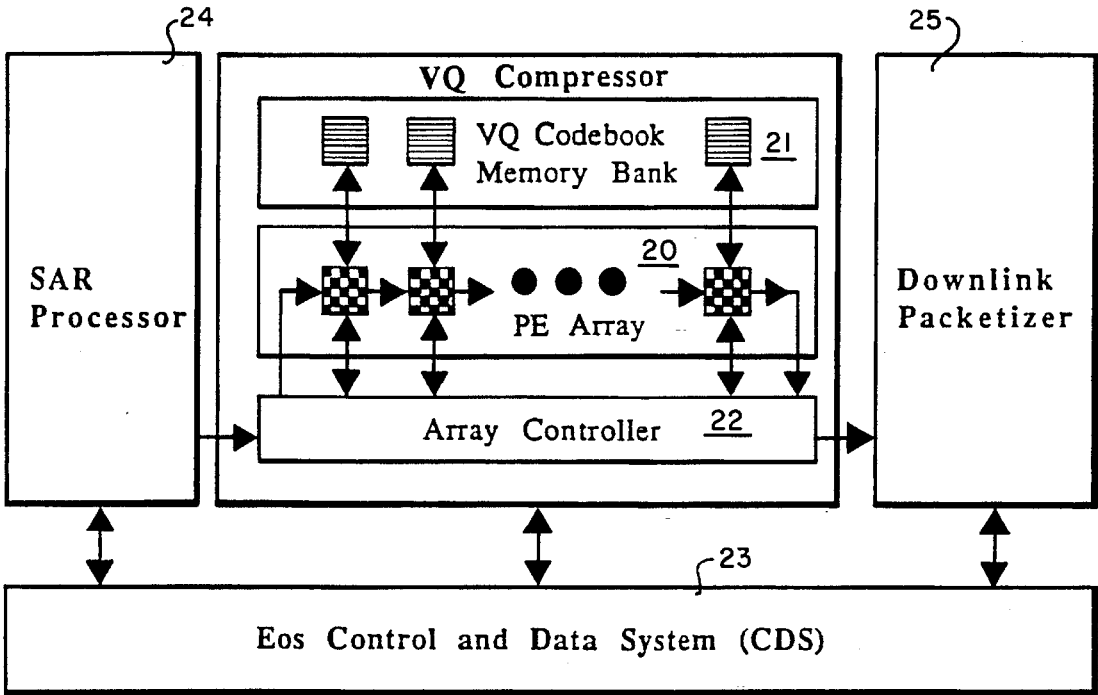 24
25
VQ Compressor
VQ Codebook
Memory Bank
21
20
PE Array
SAR
Processor
Downlink
Packetizer
Array Controller
22
23
Eos Control and Data System (CDS)